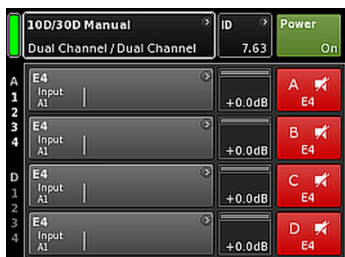 10D/30D Manual
Dual Channel / Dual Channel
ID
7.63
Power
On
A
1
2
3
4
D
1
2
3
4
E4
Input
A1
+0.0dB
A
E4
E4
Input
A1
+0.0dB
B
E4
E4
Input
A1
+0.0dB
C
E4
E4
Input
A1
+0.0dB
D
E4